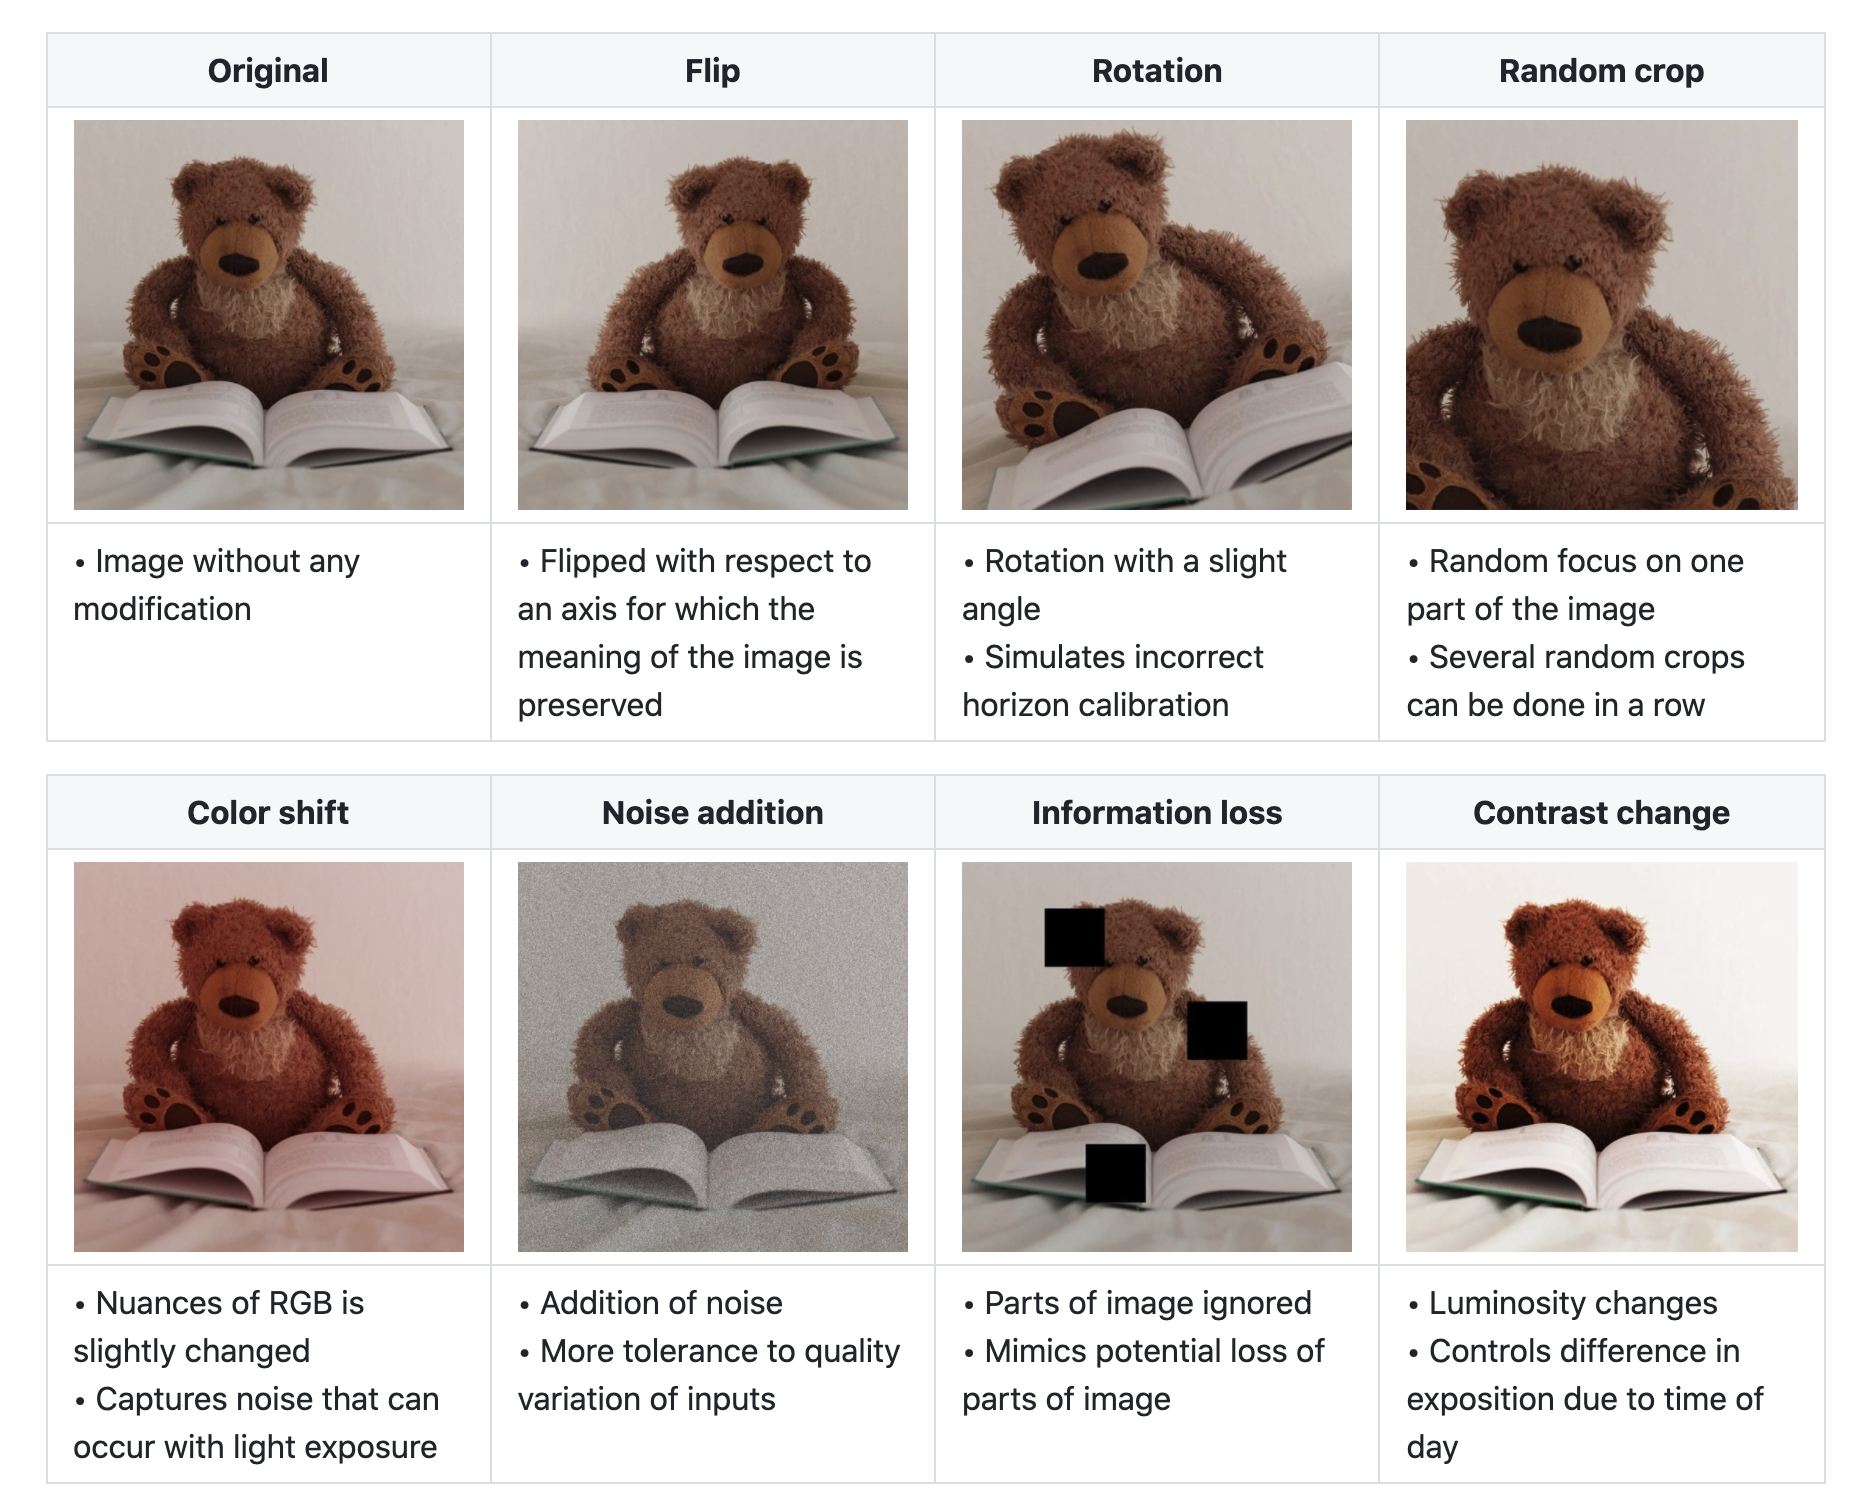 Original
Flip
Rotation
Random crop
• Image without any
modification
• Flipped with respect to
an axis for which the
meaning of the image is
preserved
• Rotation with a slight
angle
• Simulates incorrect
horizon calibration
• Random focus on one
part of the image
• Several random crops
can be done in a row
Color shift
Noise addition
Information loss
Contrast change
• Nuances of RGB is
slightly changed
• Captures noise that can
occur with light exposure
• Addition of noise
• More tolerance to quality
variation of inputs
• Parts of image ignored
• Mimics potential loss of
parts of image
• Luminosity changes
• Controls difference in
exposition due to time of
day